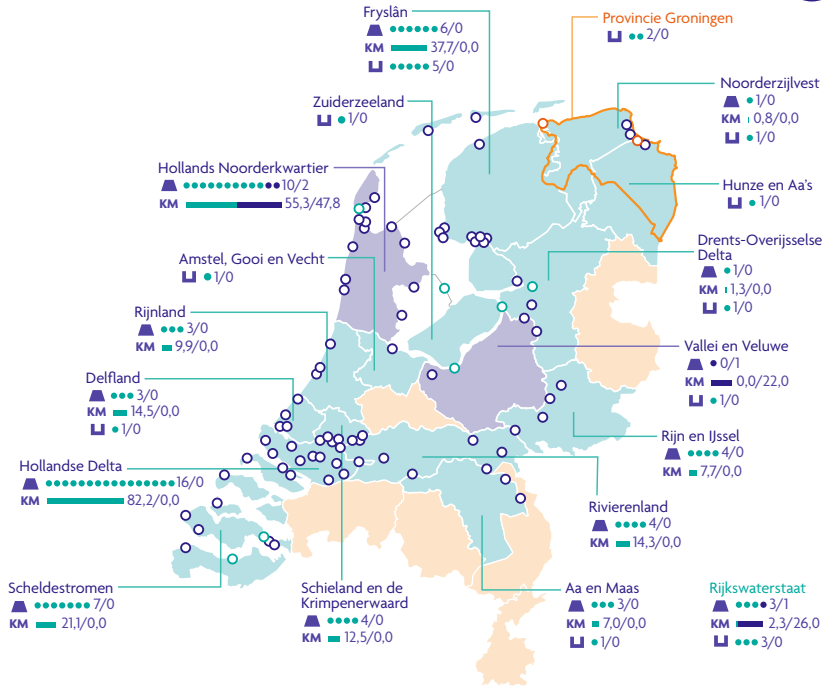 Fryslân
6/0
KM 37,7/0,0
5/0
Provincie Groningen
2/0
Noorderzijlvest
1/0
KM 0,8/0,0
1/0
Zuiderzeeland
1/0
Hollands Noorderkwartier
10/2
KM 55,3/47,8
Hunze en Aa's
1/0
Amstel, Gooi en Vecht
1/0
Drents-Overijsselse
Delta
1/0
KM 1,3/0,0
1/0
Rijnland
3/0
KM 9,9/0,0
Vallei en Veluwe
0/1
KM 0,0/22,0
1/0
Delfland
3/0
KM 14,5/0,0
1/0
Rijn en IJssel
4/0
KM 7,7/0,0
Hollandse Delta
16/0
KM 82,2/0,0
Rivierenland
4/0
KM 14,3/0,0
Scheldestromen
7/0
KM 21,1/0,0
Schieland en de
Krimpenerwaard
4/0
KM 12,5/0,0
Aa en Maas
3/0
KM 7,0/0,0
1/0
Rijkswaterstaat
3/1
KM 2,3/26,0
3/0